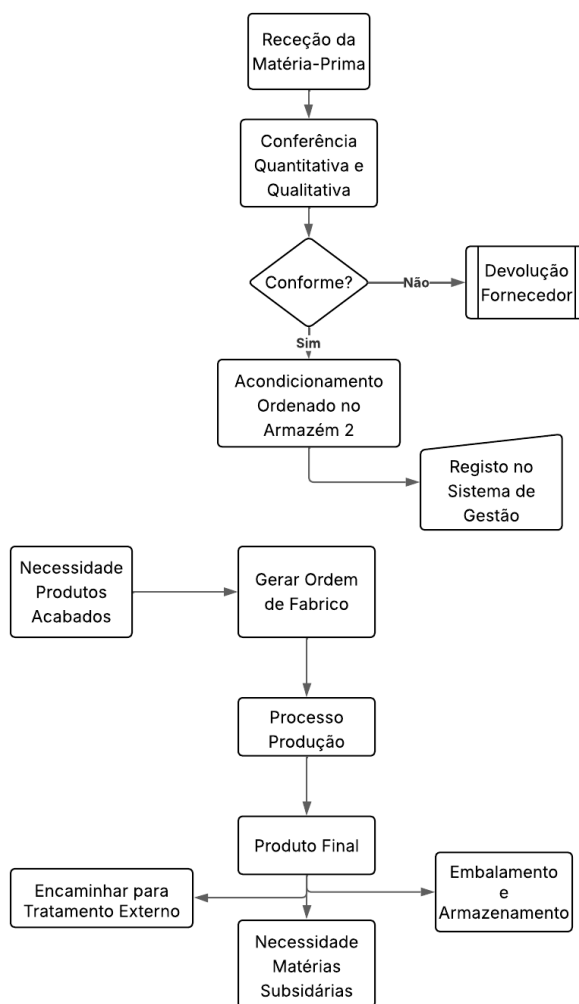 Receção da
Matéria-Prima
Conferência
Quantitativa e
Qualitativa
Conforme?
Não
Devolução
Fornecedor
Sim
Acondicionamento
Ordenado no
Armazém 2
Registo no
Sistema de
Gestão
Necessidade
Produtos
Acabados
Gerar Ordem
de Fabrico
Processo
Produção
Produto Final
Encaminhar para
Tratamento Externo
Embalamento
e
Armazenamento
Necessidade
Matérias
Subsidárias